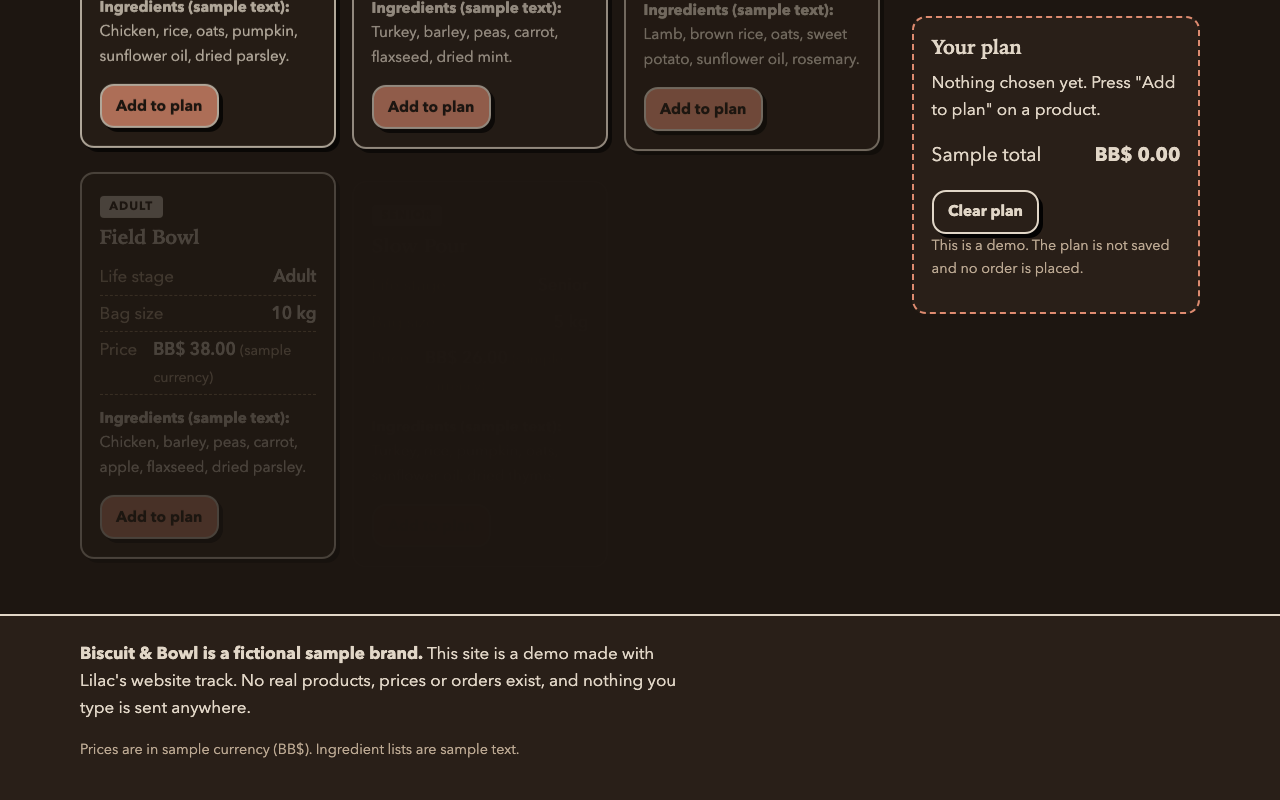 Ingredients (sample text):
Chicken, rice, oats, pumpkin,
sunflower oil, dried parsley.
Add to plan
Ingredients (sample text):
Turkey, barley, peas, carrot,
flaxseed, dried mint.
Add to plan
Ingredients (sample text):
Lamb, brown rice, oats, sweet
potato, sunflower oil, rosemary.
Add to plan
ADULT
Field Bowl
Life stage Adult
Bag size 10 kg
Price BB$ 38.00 (sample
currency)
Ingredients (sample text):
Chicken, barley, peas, carrot,
apple, flaxseed, dried parsley.
Add to plan
Your plan
Nothing chosen yet. Press "Add
to plan" on a product.
Sample total BB$ 0.00
Clear plan
This is a demo. The plan is not saved
and no order is placed.
Biscuit & Bowl is a fictional sample brand. This site is a demo made with
Lilac's website track. No real products, prices or orders exist, and nothing you
type is sent anywhere.
Prices are in sample currency (BB$). Ingredient lists are sample text.